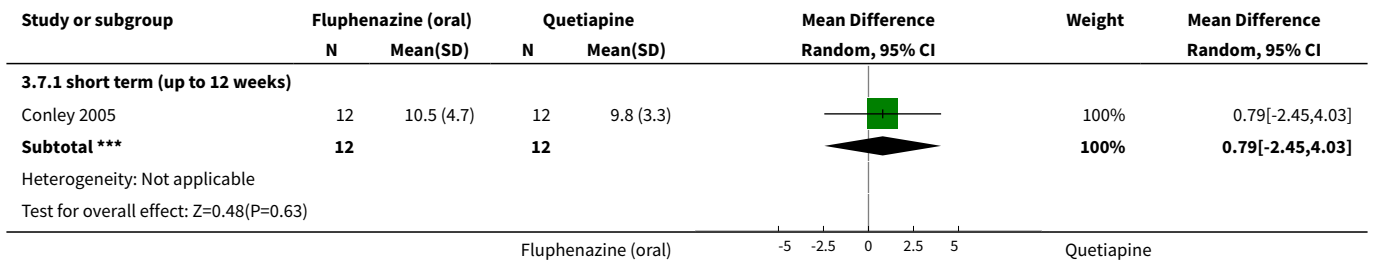 Study or subgroup Fluphenazine (oral) Quetiapine Mean Difference Weight Mean Difference
N Mean(SD) N Mean(SD) Random, 95% CI Random, 95% CI
3.7.1 short term (up to 12 weeks)
Conley 2005 12 10.5 (4.7) 12 9.8 (3.3) 100% 0.79[-2.45,4.03]
Subtotal *** 12 12 100% 0.79[-2.45,4.03]
Heterogeneity: Not applicable
Test for overall effect: Z=0.48(P=0.63)
Fluphenazine (oral) -5 -2.5 0 2.5 5 Quetiapine